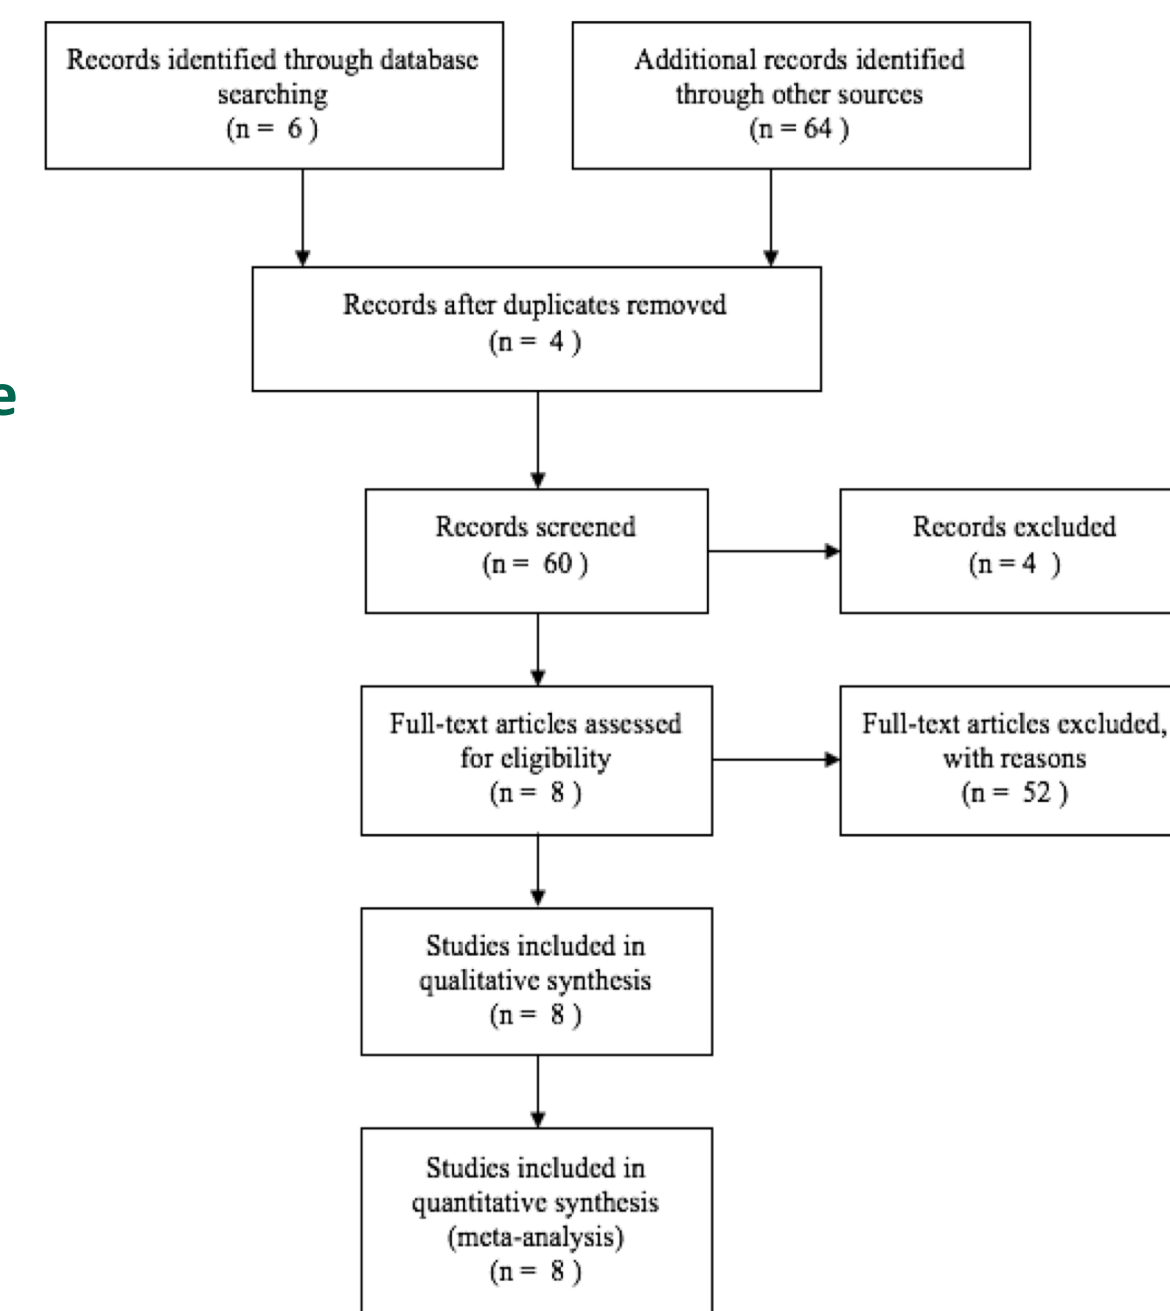 Records identified through database
searching
(n = 6 )
Additional records identified
through other sources
(n = 64 )
Records after duplicates removed
(n = 4 )
e
Records screened
(n = 60 )
Records excluded
(n = 4 )
Full-text articles assessed
for eligibility
(n = 8 )
Full-text articles excluded,
with reasons
(n = 52 )
Studies included in
qualitative synthesis
(n = 8 )
Studies included in
quantitative synthesis
(meta-analysis)
(n = 8 )